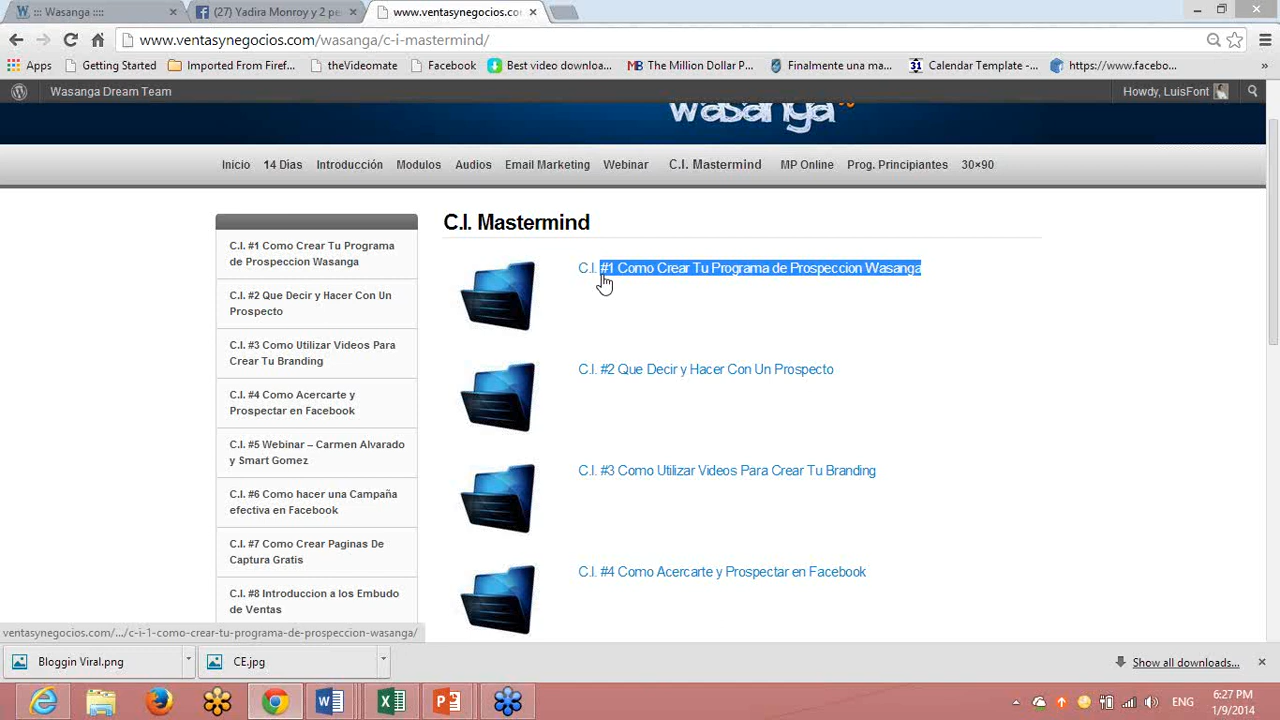 W ::: Wasanga ::::
(27) Yadira Monroy y 2 pe
www.ventasynegocios.co
www.ventasynegocios.com/wasanga/c-i-mastermind/
Apps
Getting Started
Imported From Firef...
theVideomate
Facebook
Best video downloa...
MB The Million Dollar P...
Finalmente una ma...
31 Calendar Template -...
https://www.facebo...
»
Wasanga Dream Team
Howdy, LuisFont
wasanga
Inicio
14 Dias
Introducción
Modulos
Audios
Email Marketing
Webinar
C.I. Mastermind
MP Online
Prog. Principiantes
30×90
C.I. #1 Como Crear Tu Programa
de Prospeccion Wasanga
C.I. #2 Que Decir y Hacer Con Un
Prospecto
C.I. #3 Como Utilizar Videos Para
Crear Tu Branding
C.I. #4 Como Acercarte y
Prospectar en Facebook
C.I. #5 Webinar – Carmen Alvarado
y Smart Gomez
C.I. #6 Como hacer una Campaña
efectiva en Facebook
C.I. #7 Como Crear Paginas De
Captura Gratis
C.I. #8 Introduccion a los Embudo
de Ventas
C.I. Mastermind
C.I. #1 Como Crear Tu Programa de Prospeccion Wasanga
C.I. #2 Que Decir y Hacer Con Un Prospecto
C.I. #3 Como Utilizar Videos Para Crear Tu Branding
C.I. #4 Como Acercarte y Prospectar en Facebook
ventasynegocios.com/.../c-i-1-como-crear-tu-programa-de-prospeccion-wasanga/
Bloggin Viral.png
CE.jpg
Show all downloads...
ENG
6:27 PM
1/9/2014